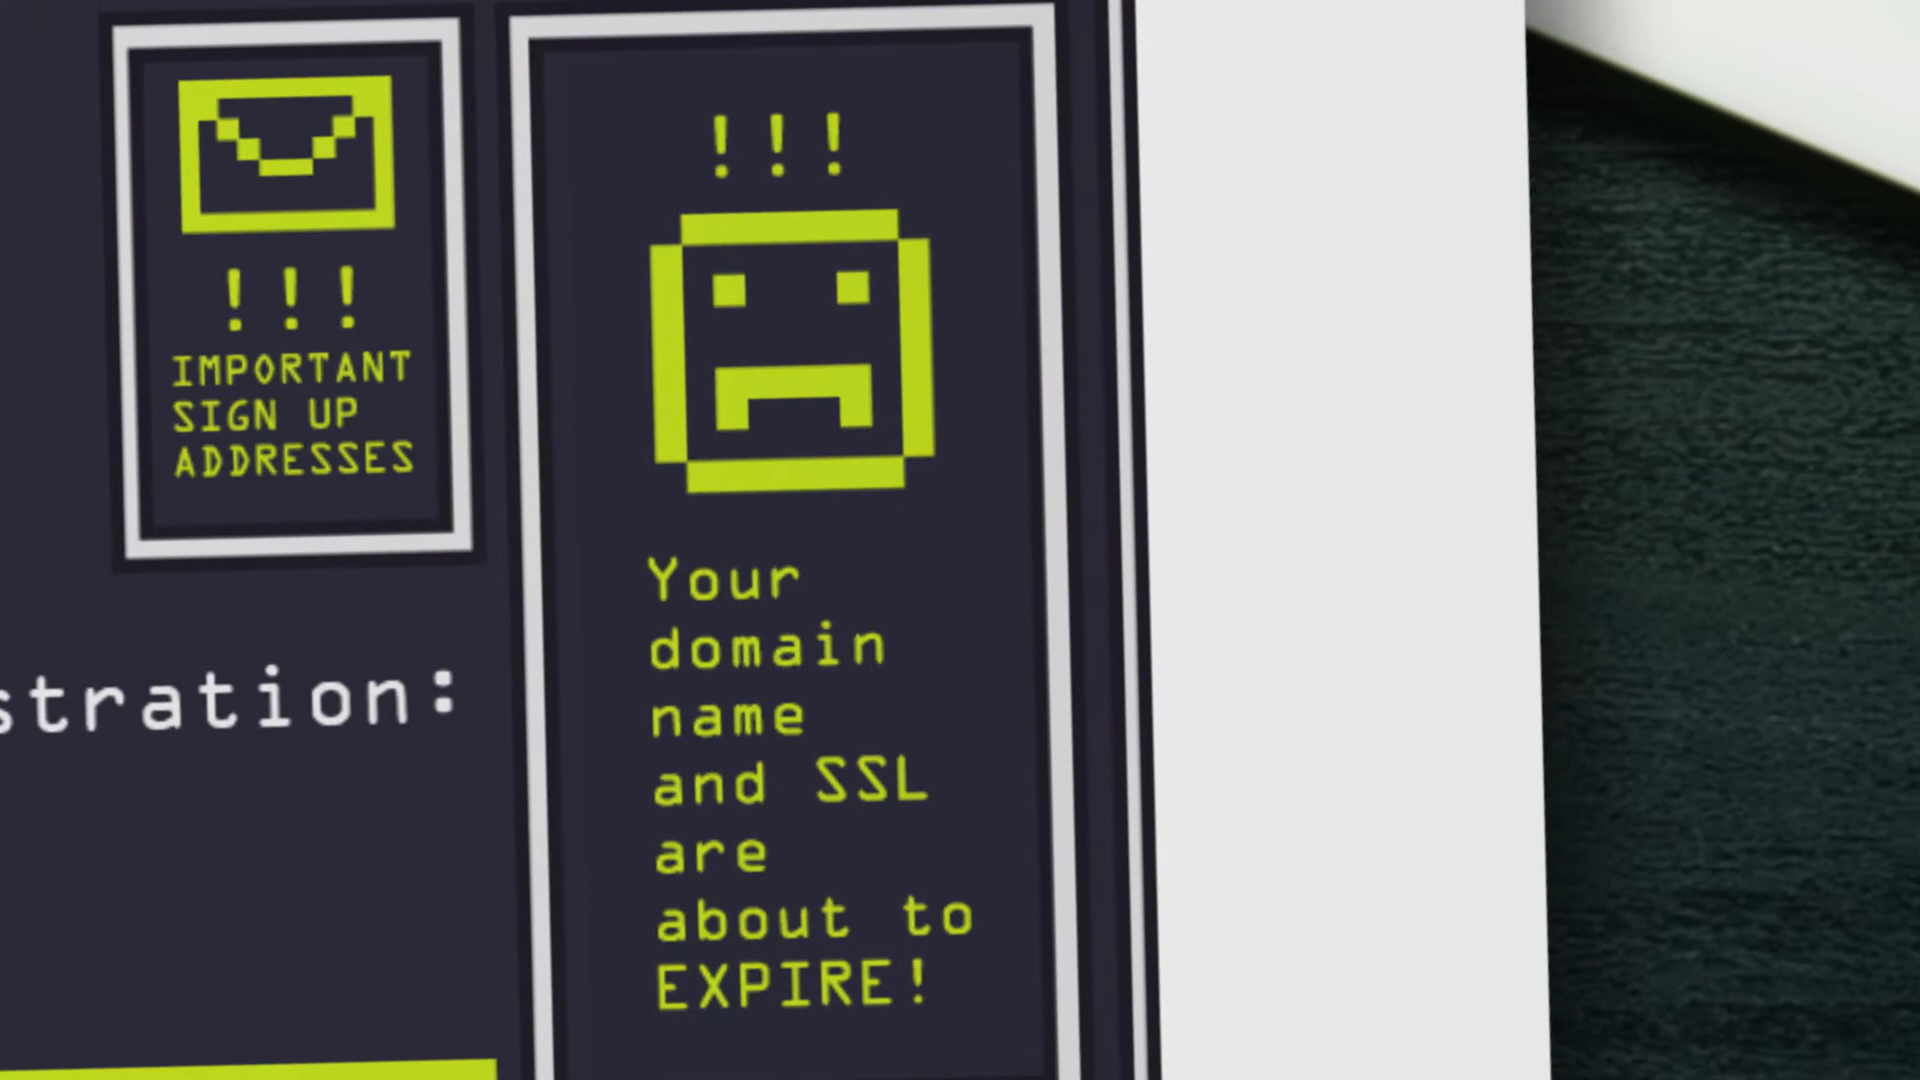 !!!
IMPORTANT
SIGN UP
ADDRESSES
stration:
!!!
Your
domain
name
and SSL
are
about to
EXPIRE!